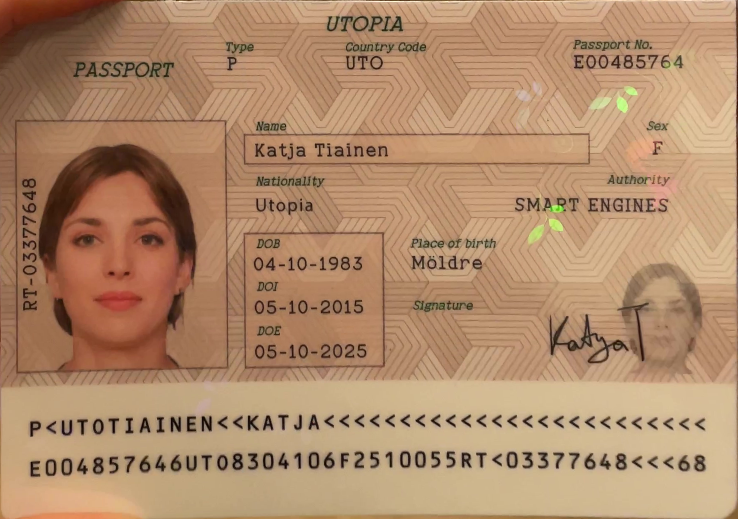 UTOPIA
PASSPORT
Type
P
Country Code
UTO
Passport No.
E00485764
Name
Katja Tiainen
Sex
F
Nationality
Utopia
Authority
SMART ENGINES
DOB
04-10-1983
DOI
05-10-2015
DOE
05-10-2025
Place of birth
Möldre
Signature
Katya T
RT-03377648
P<UTOTIAINEN<<KATJA<<<<<<<<<<<<<<<<<<<<<<<<<
E004857646UTO8304106F2510055RT<03377648<<<68